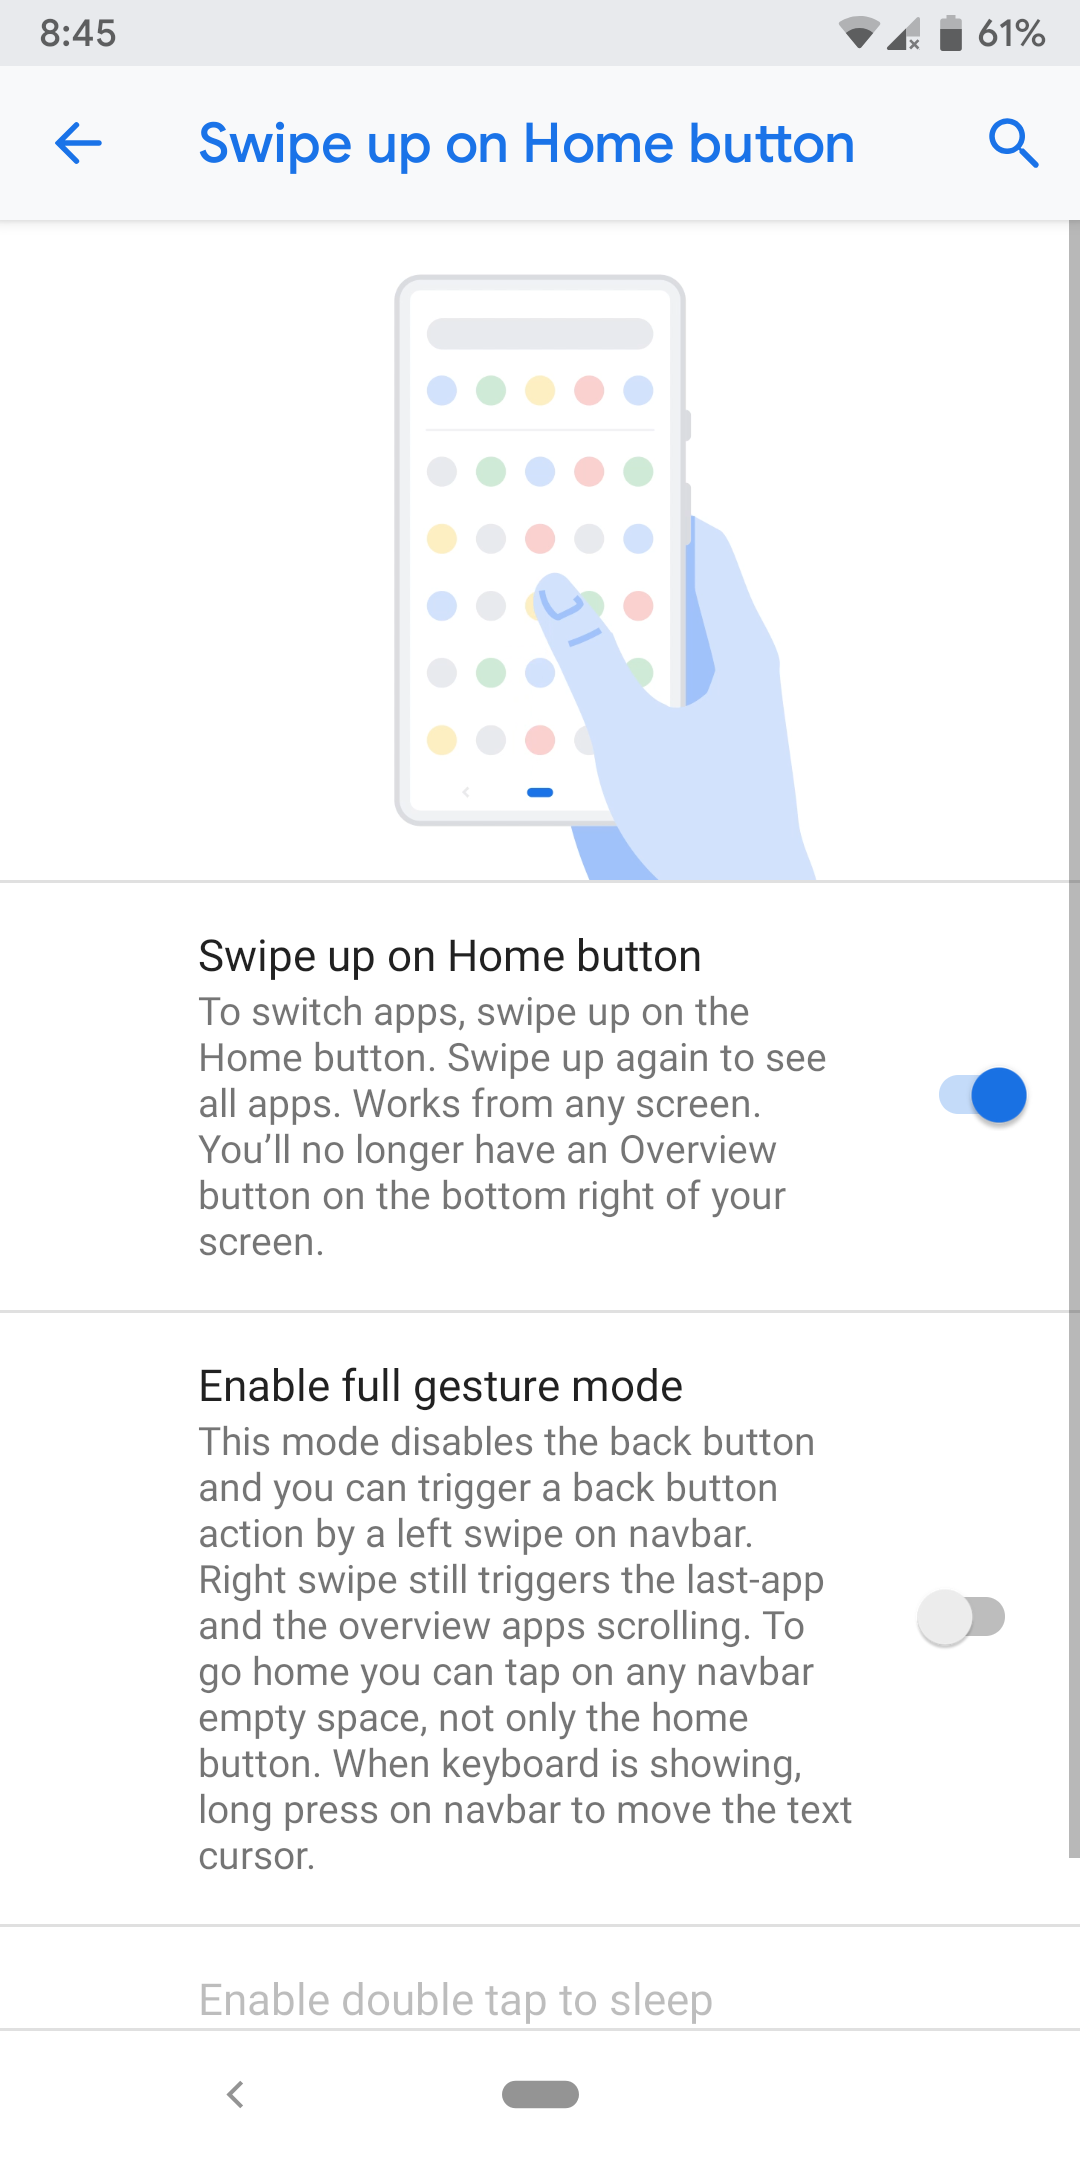 8:45
61%
Swipe up on Home button
Swipe up on Home button
To switch apps, swipe up on the
Home button. Swipe up again to see
all apps. Works from any screen.
You’ll no longer have an Overview
button on the bottom right of your
screen.
Enable full gesture mode
This mode disables the back button
and you can trigger a back button
action by a left swipe on navbar.
Right swipe still triggers the last-app
and the overview apps scrolling. To
go home you can tap on any navbar
empty space, not only the home
button. When keyboard is showing,
long press on navbar to move the text
cursor.
Enable double tap to sleep